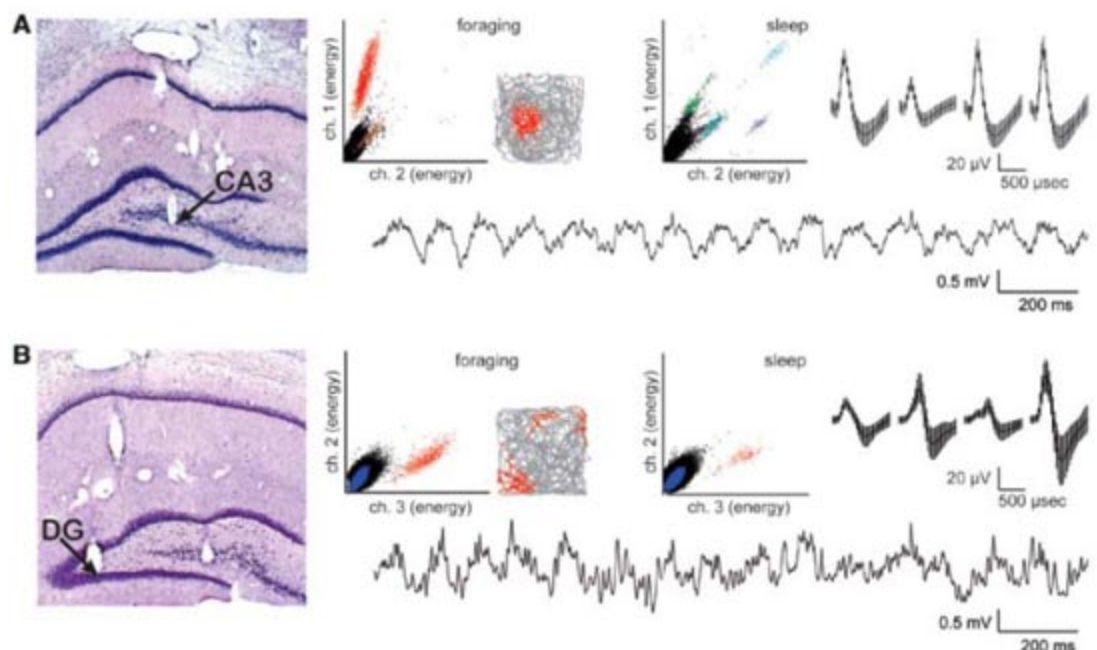 A
foraging
sleep
ch. 1 (energy)
ch. 2 (energy)
ch. 1 (energy)
ch. 2 (energy)
CA3
20 µV
500 µsec
0.5 mV
200 ms
B
foraging
sleep
ch. 2 (energy)
ch. 3 (energy)
ch. 2 (energy)
ch. 3 (energy)
DG
20 µV
500 µsec
0.5 mV
200 ms